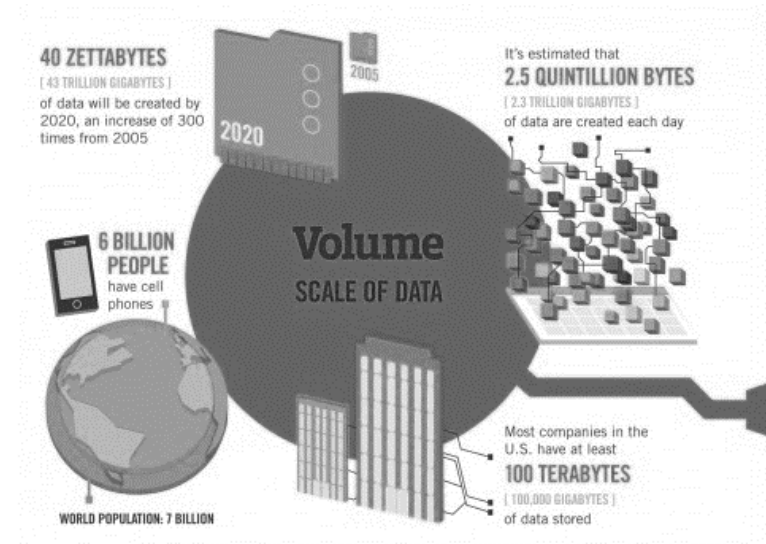 40 ZETTABYTES
[ 43 TRILLION GIGABYTES ]
of data will be created by
2020, an increase of 300
times from 2005
2020
2005
It's estimated that
2.5 QUINTILLION BYTES
[ 2.3 TRILLION GIGABYTES ]
of data are created each day
6 BILLION
PEOPLE
have cell
phones
Volume
SCALE OF DATA
WORLD POPULATION: 7 BILLION
Most companies in the
U.S. have at least
100 TERABYTES
[ 100,000 GIGABYTES ]
of data stored